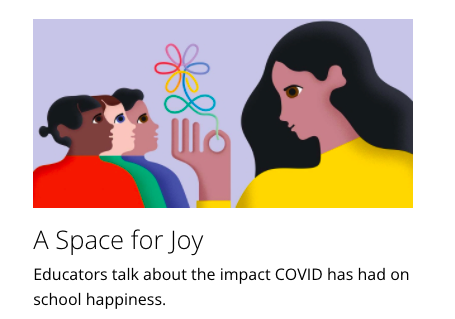 A Space for Joy
Educators talk about the impact COVID has had on
school happiness.